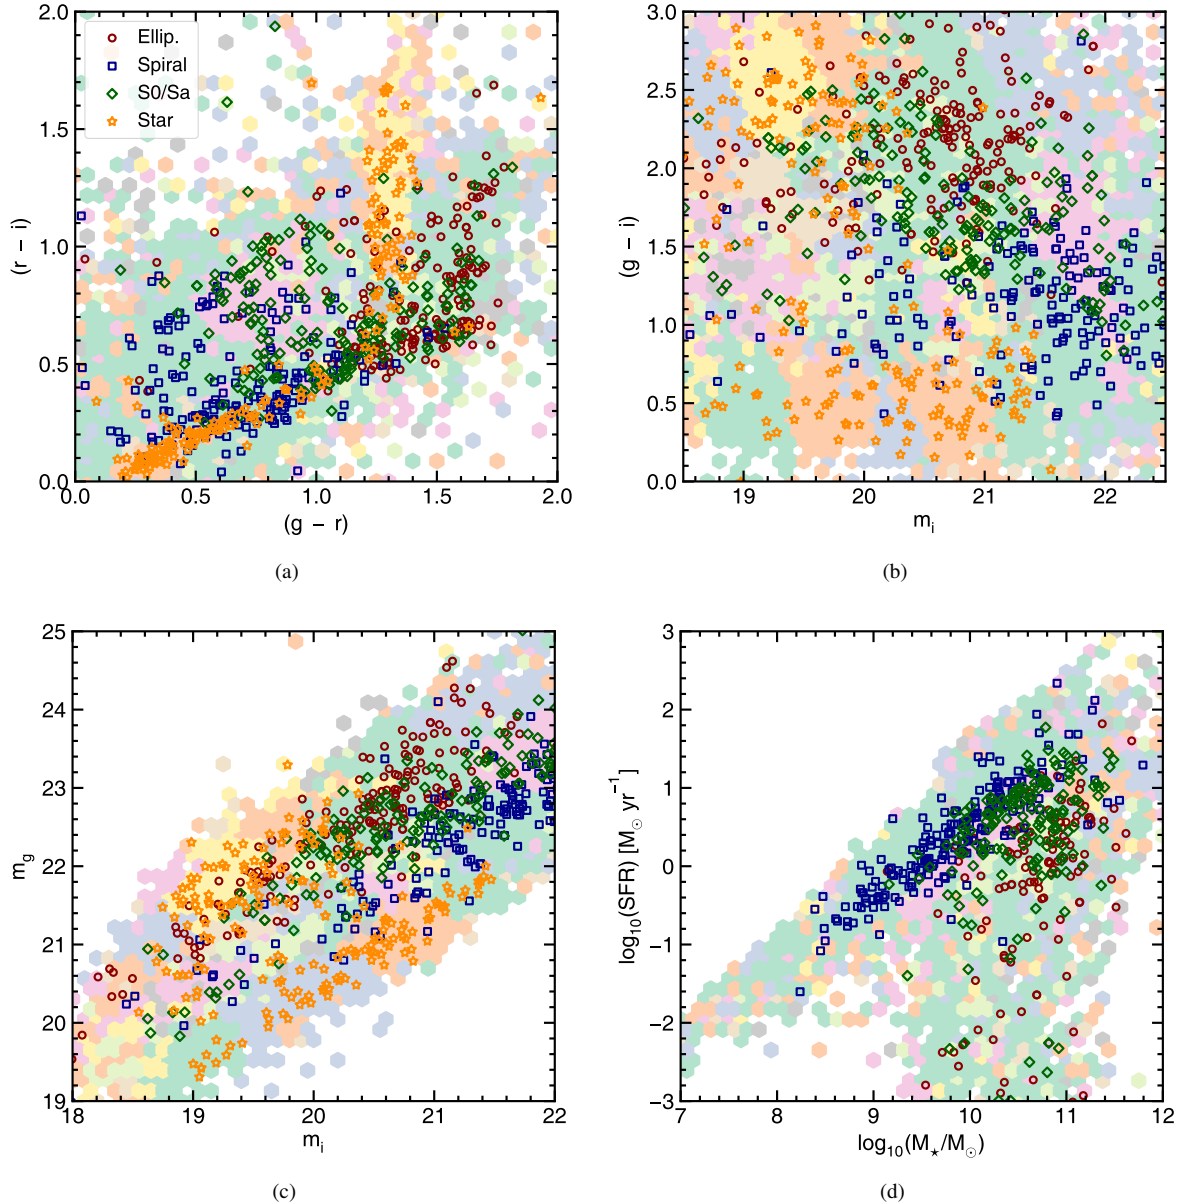 2.0
1.5
1.0
0.5
0.0
(r − i)
Ellip.
Spiral
S0/Sa
Star
0.0 0.5 1.0 1.5 2.0
(g − r)
(a)
3.0
2.5
2.0
1.5
1.0
0.5
0.0
(g − i)
19 20 21 22
m_i
(b)
25
24
23
22
21
20
19
m_g
18 19 20 21 22
m_i
(c)
3
2
1
0
−1
−2
−3
log₁₀(SFR) [M☉ yr⁻¹]
7 8 9 10 11 12
log₁₀(M⋆/M☉)
(d)